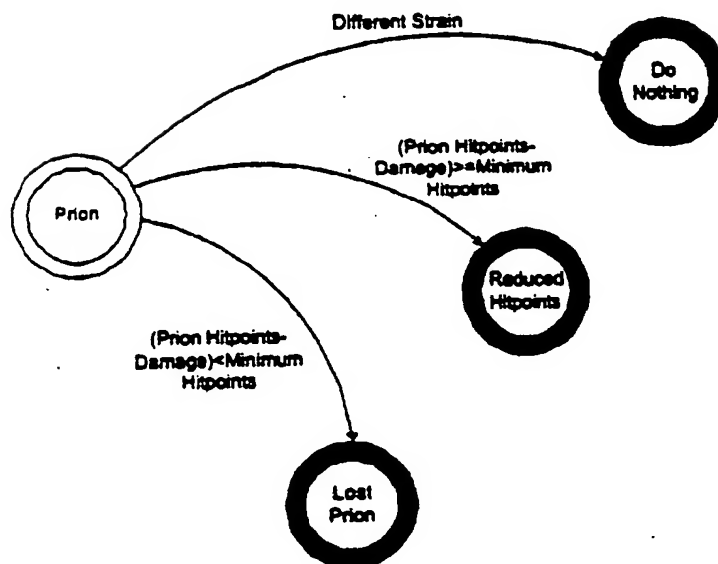 Different Strain
Do
Nothing
(Prion Hitpoints-
Damage)>=Minimum
Hitpoints
Prion
Reduced
Hitpoints
(Prion Hitpoints-
Damage)<Minimum
Hitpoints
Lost
Prion